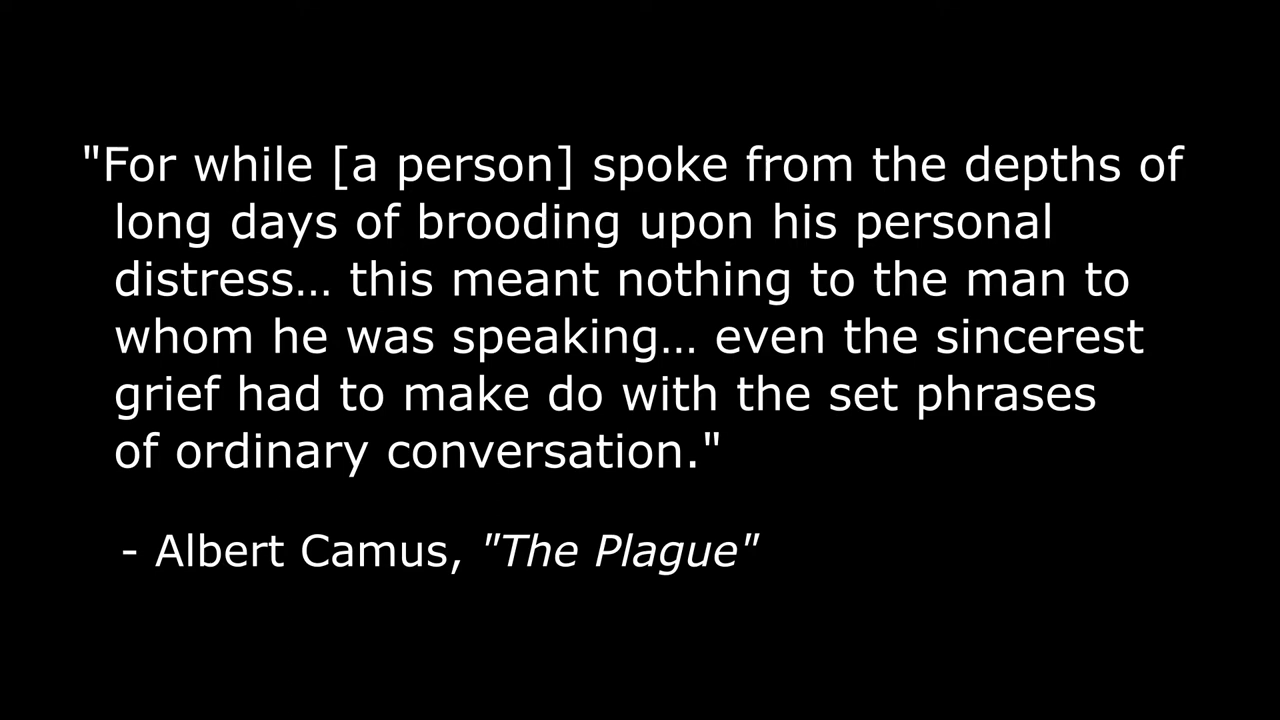 "For while [a person] spoke from the depths of
long days of brooding upon his personal
distress… this meant nothing to the man to
whom he was speaking… even the sincerest
grief had to make do with the set phrases
of ordinary conversation."
- Albert Camus, "The Plague"